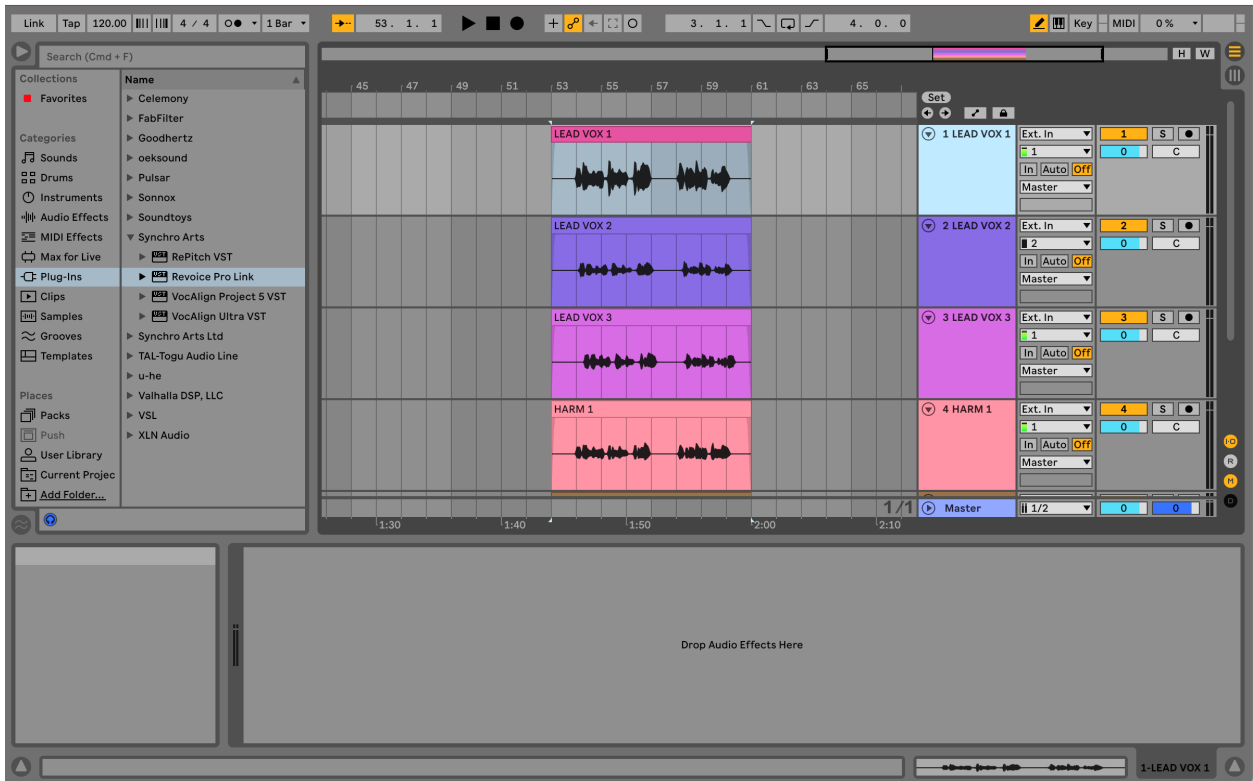 Link Tap 120.00 4 / 4 1 Bar 53. 1. 1 3. 1. 1 4. 0. 0 Key MIDI 0 %
Search (Cmd + F)
H W
Collections
Favorites
Categories
Sounds
Drums
Instruments
Audio Effects
MIDI Effects
Max for Live
Plug-Ins
Clips
Samples
Grooves
Templates
Places
Packs
Push
User Library
Current Projec
Add Folder...
Name
Celemony
FabFilter
Goodhertz
oeksound
Pulsar
Sonnox
Soundtoys
Synchro Arts
VST RePitch VST
VST Revoice Pro Link
VST VocAlign Project 5 VST
VST VocAlign Ultra VST
Synchro Arts Ltd
TAL-Togu Audio Line
u-he
Valhalla DSP, LLC
VSL
XLN Audio
45 47 49 51 53 55 57 59 61 63 65
Set
LEAD VOX 1
1 LEAD VOX 1 Ext. In 1 S
1 0 C
In Auto Off
Master
LEAD VOX 2
2 LEAD VOX 2 Ext. In 2 S
2 0 C
In Auto Off
Master
LEAD VOX 3
3 LEAD VOX 3 Ext. In 3 S
1 0 C
In Auto Off
Master
HARM 1
4 HARM 1 Ext. In 4 S
1 0 C
In Auto Off
Master
I·O
R
M
D
1/1 Master 1/2 0 0
1:30 1:40 1:50 2:00 2:10
Drop Audio Effects Here
1-LEAD VOX 1